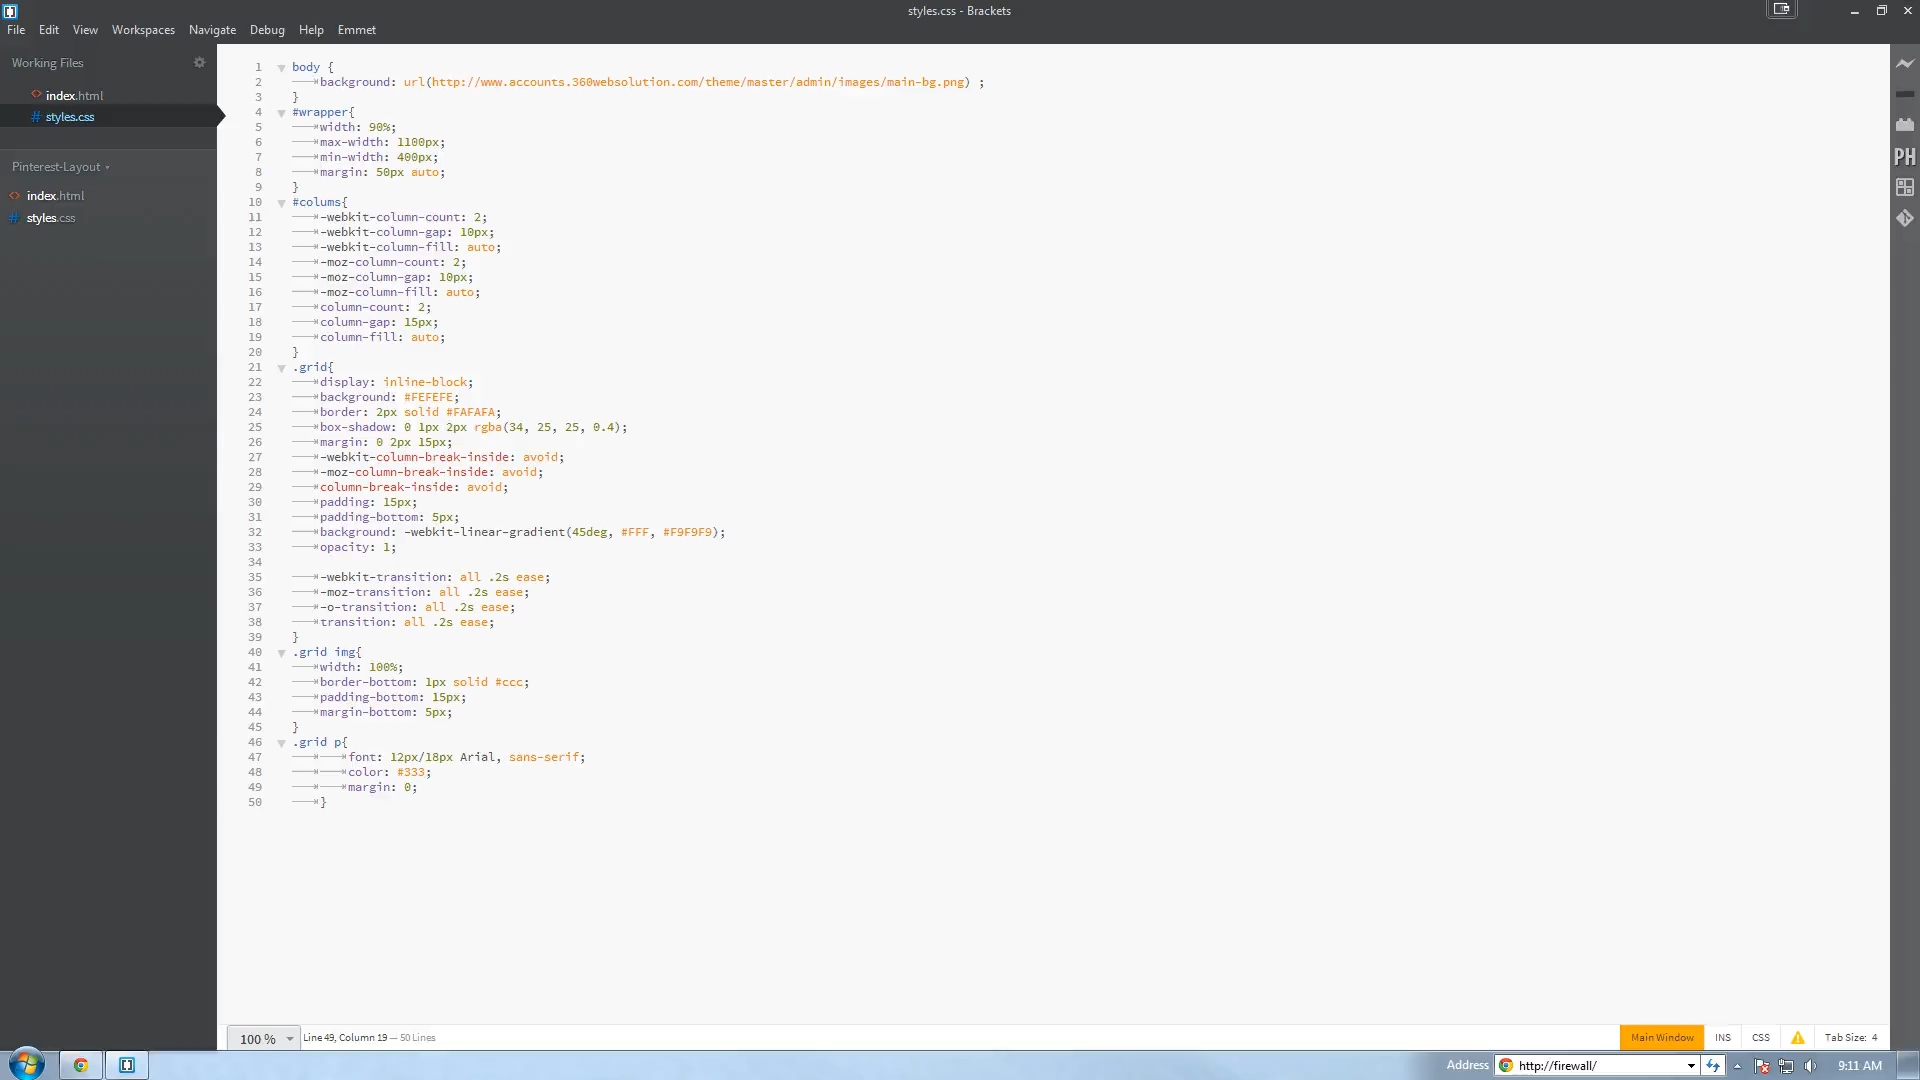 styles.css - Brackets
File Edit View Workspaces Navigate Debug Help Emmet
Working Files
index.html
styles.css
Pinterest-Layout
index.html
styles.css
1 body {
2 background: url(http://www.accounts.360websolution.com/theme/master/admin/images/main-bg.png) ;
3 }
4 #wrapper{
5 width: 90%;
6 max-width: 1100px;
7 min-width: 400px;
8 margin: 50px auto;
9 }
10 #colums{
11 -webkit-column-count: 2;
12 -webkit-column-gap: 10px;
13 -webkit-column-fill: auto;
14 -moz-column-count: 2;
15 -moz-column-gap: 10px;
16 -moz-column-fill: auto;
17 column-count: 2;
18 column-gap: 15px;
19 column-fill: auto;
20 }
21 .grid{
22 display: inline-block;
23 background: #FEFEFE;
24 border: 2px solid #FAFAFA;
25 box-shadow: 0 1px 2px rgba(34, 25, 25, 0.4);
26 margin: 0 2px 15px;
27 -webkit-column-break-inside: avoid;
28 -moz-column-break-inside: avoid;
29 column-break-inside: avoid;
30 padding: 15px;
31 padding-bottom: 5px;
32 background: -webkit-linear-gradient(45deg, #FFF, #F9F9F9);
33 opacity: 1;
34
35 -webkit-transition: all .2s ease;
36 -moz-transition: all .2s ease;
37 -o-transition: all .2s ease;
38 transition: all .2s ease;
39 }
40 .grid img{
41 width: 100%;
42 border-bottom: 1px solid #ccc;
43 padding-bottom: 15px;
44 margin-bottom: 5px;
45 }
46 .grid p{
47 font: 12px/18px Arial, sans-serif;
48 color: #333;
49 margin: 0;
50 }
PH
100 % Line 49, Column 19 — 50 Lines Main Window INS CSS Tab Size: 4
Address http://firewall/ 9:11 AM